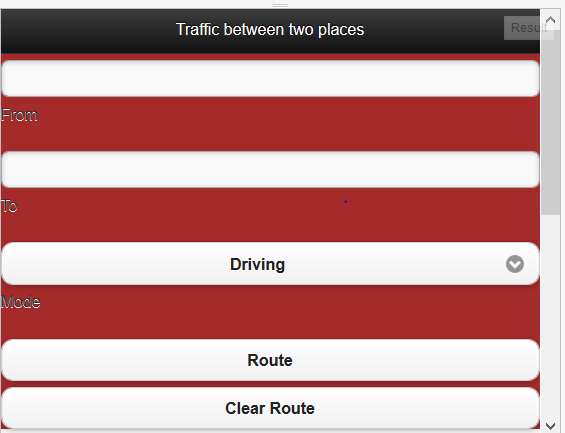 Traffic between two places
Result
From
To
Driving
Mode
Route
Clear Route